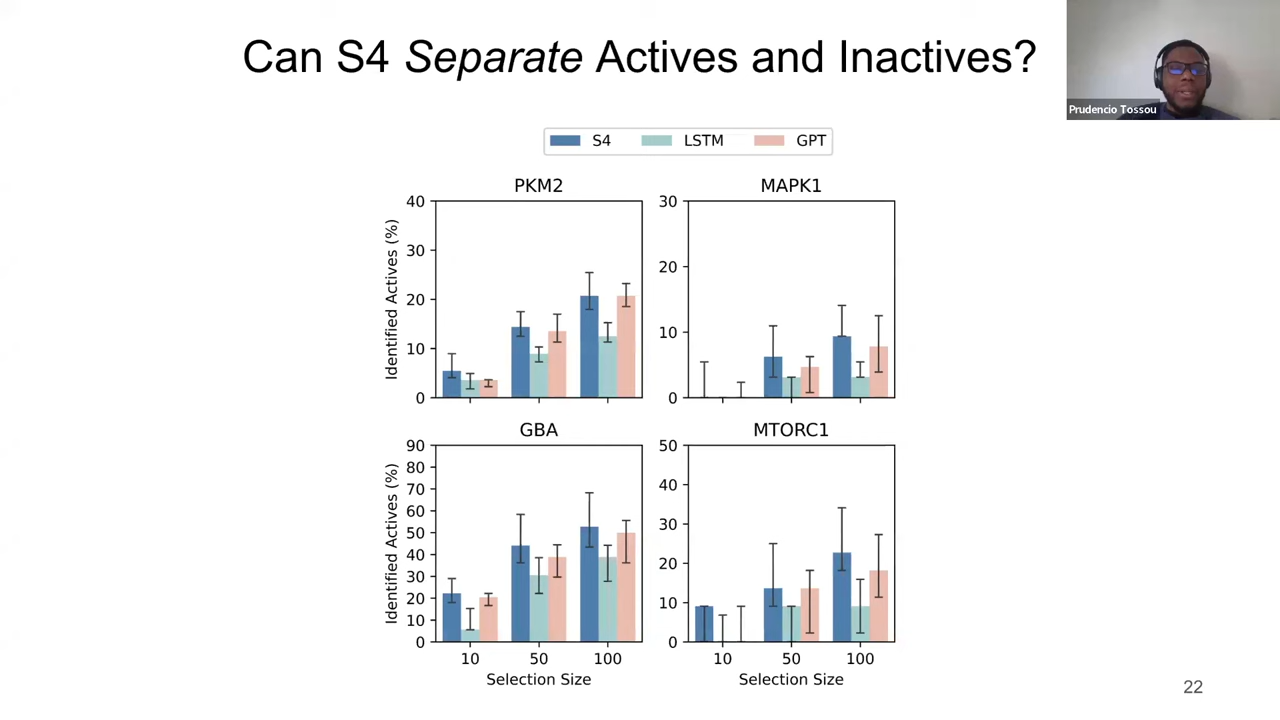 Can S4 Separate Actives and Inactives?
Prudencio Tossou
S4 LSTM GPT
PKM2
MAPK1
Identified Actives (%)
40
30
20
10
0
30
20
10
0
GBA
MTORC1
Identified Actives (%)
90
80
70
60
50
40
30
20
10
0
50
40
30
20
10
0
10 50 100
10 50 100
Selection Size
Selection Size
22